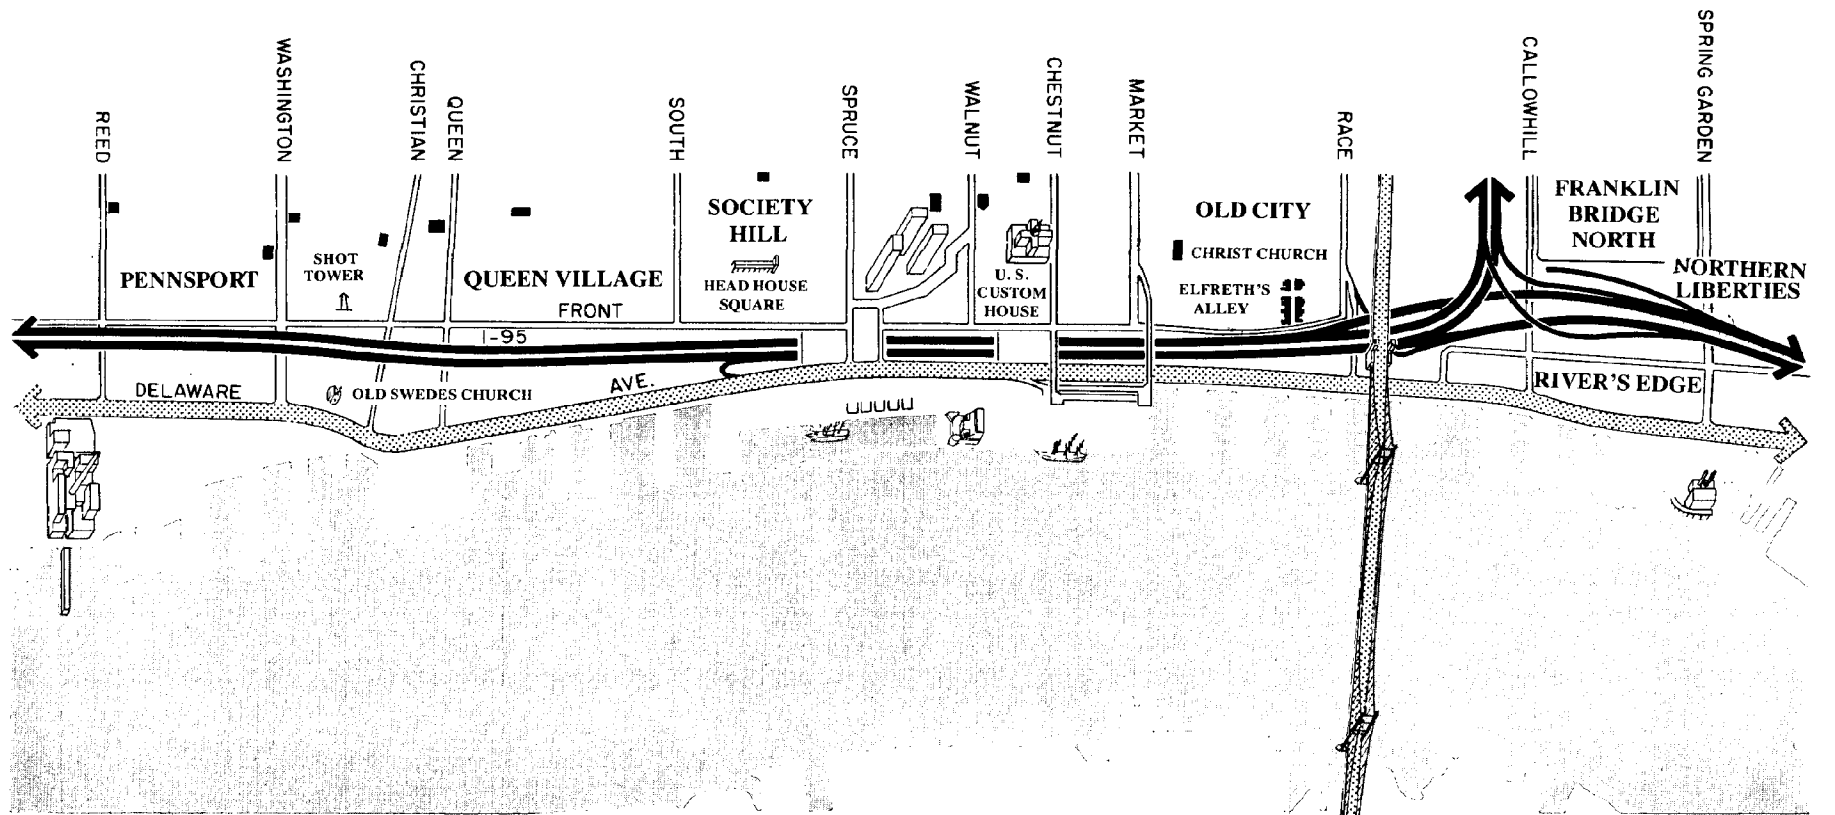 REED
WASHINGTON
CHRISTIAN
QUEEN
SOUTH
SPRUCE
WALNUT
CHESTNUT
MARKET
RACE
CALLOWHILL
SPRING GARDEN
PENNSPORT
SHOT
TOWER
QUEEN VILLAGE
SOCIETY
HILL
HEAD HOUSE
SQUARE
U. S.
CUSTOM
HOUSE
OLD CITY
CHRIST CHURCH
ELFRETH'S
ALLEY
FRANKLIN
BRIDGE
NORTH
NORTHERN
LIBERTIES
FRONT
I-95
DELAWARE
AVE.
OLD SWEDES CHURCH
RIVER'S EDGE